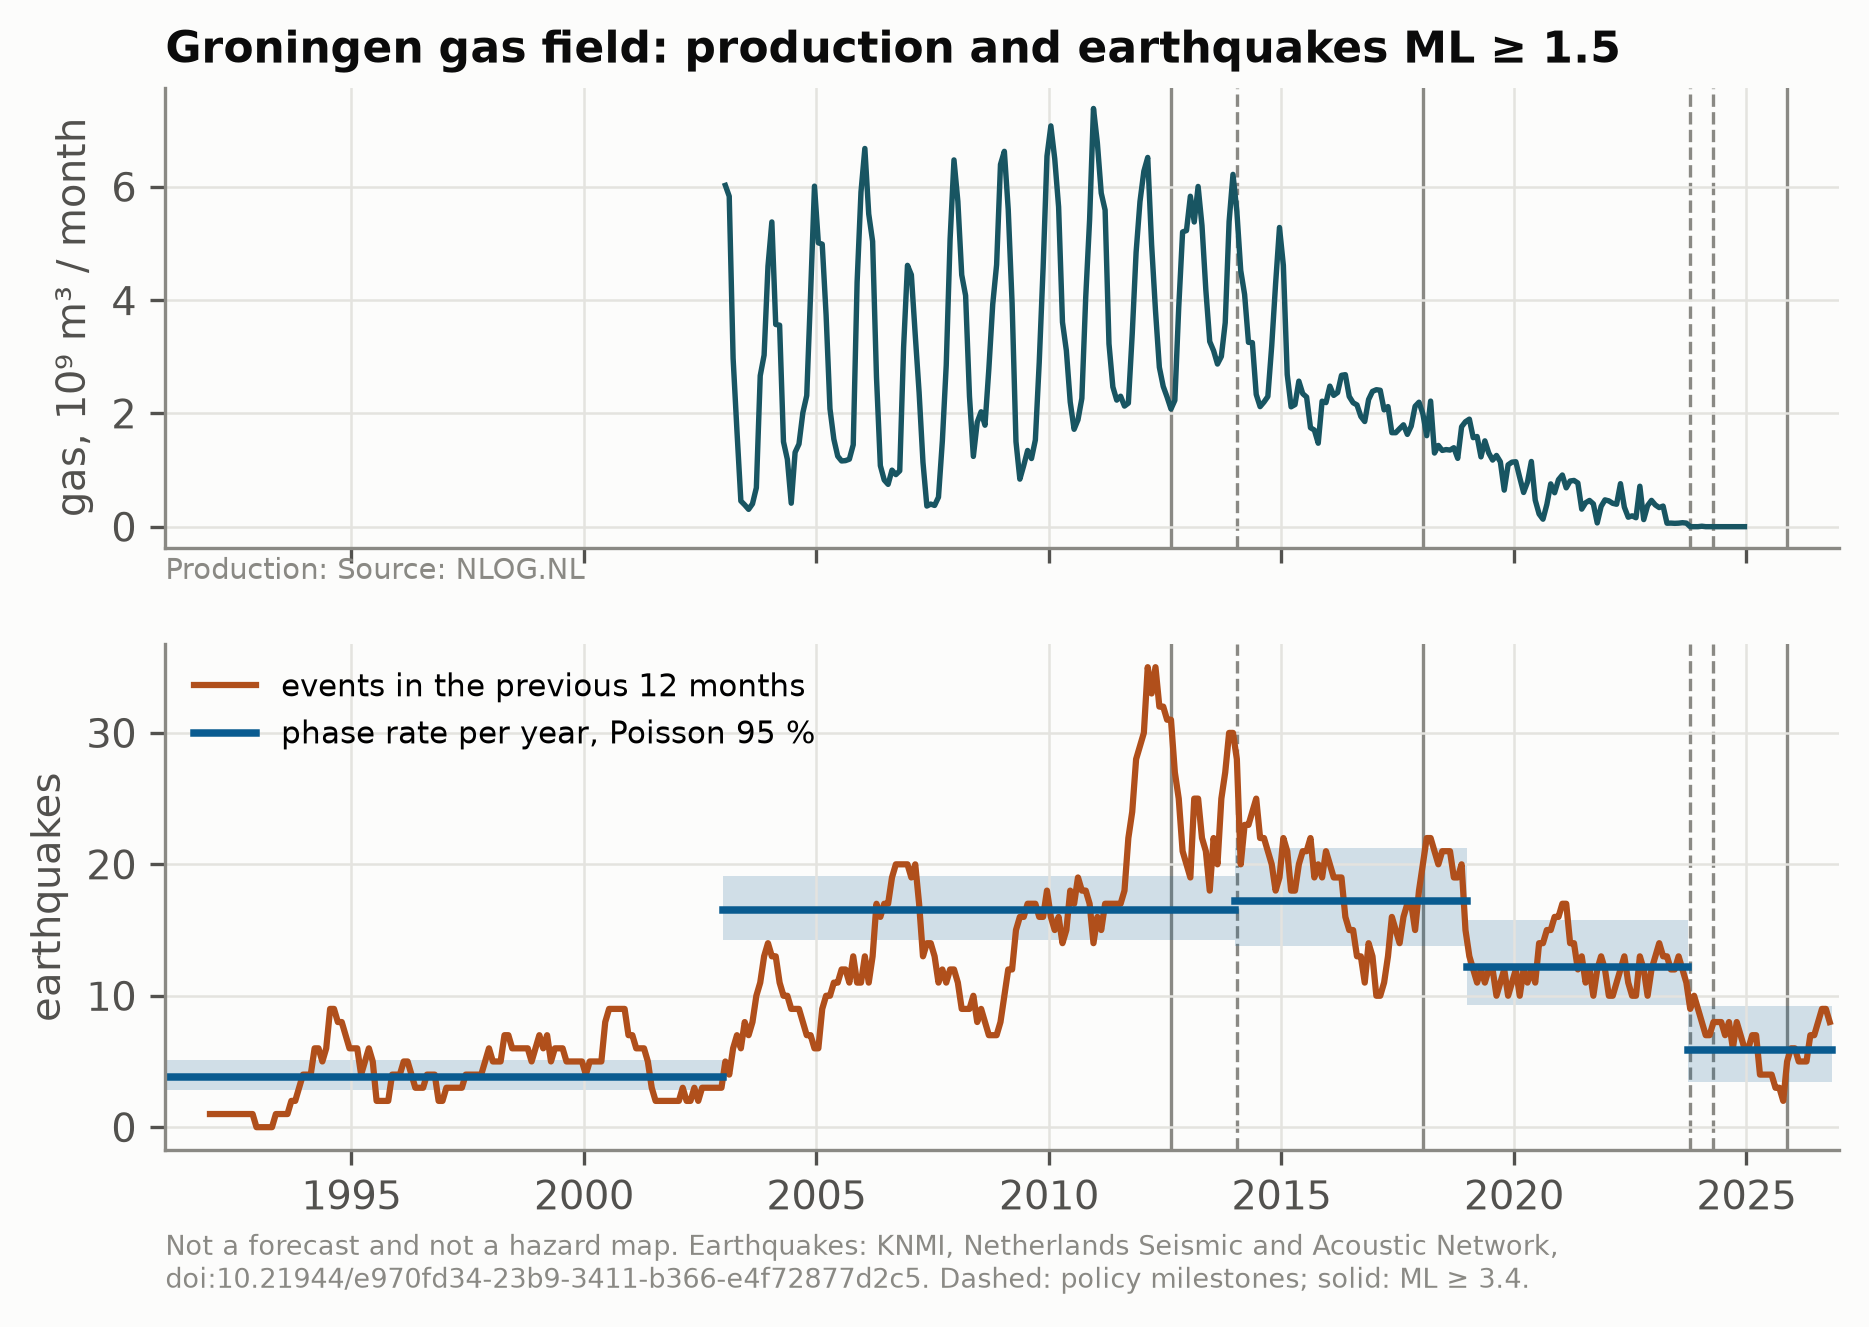 Groningen gas field: production and earthquakes ML ≥ 1.5
gas, 10⁹ m³ / month
6
4
2
0
Production: Source: NLOG.NL
earthquakes
events in the previous 12 months
phase rate per year, Poisson 95 %
30
20
10
0
1995 2000 2005 2010 2015 2020 2025
Not a forecast and not a hazard map. Earthquakes: KNMI, Netherlands Seismic and Acoustic Network,
doi:10.21944/e970fd34-23b9-3411-b366-e4f72877d2c5. Dashed: policy milestones; solid: ML ≥ 3.4.